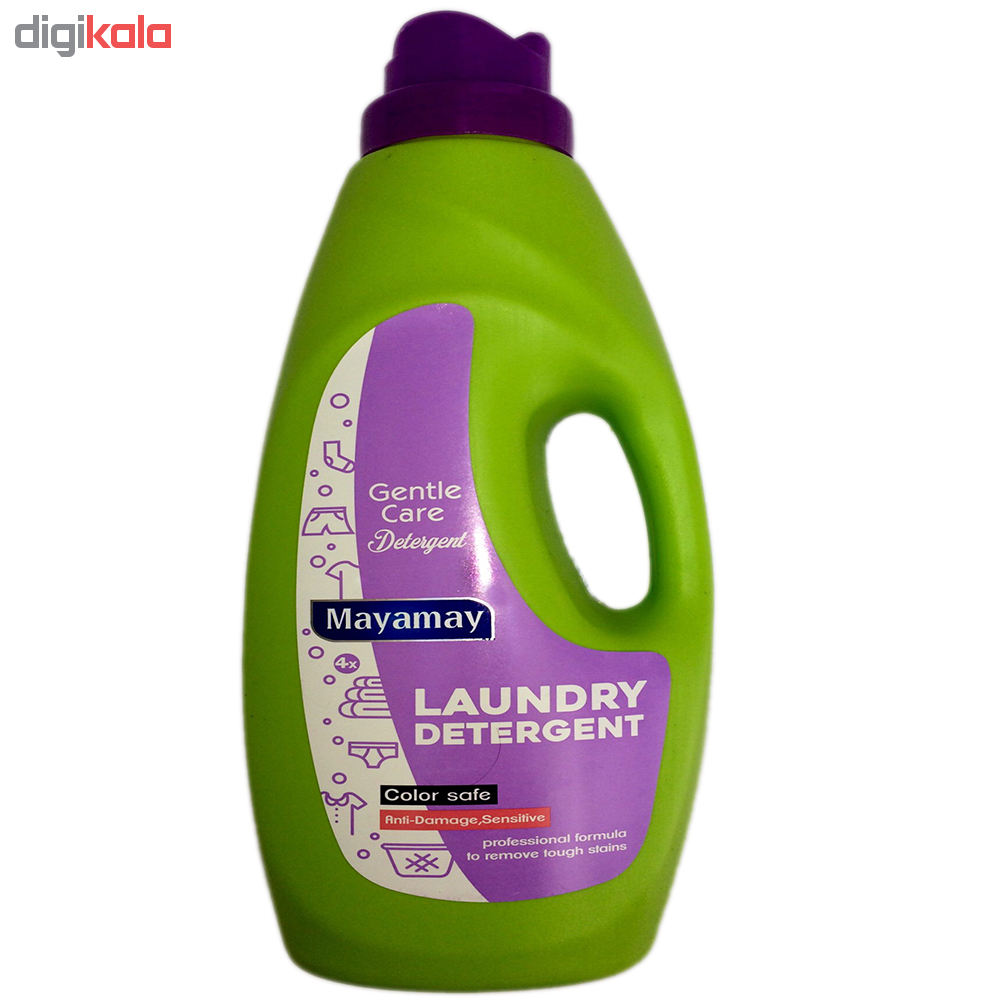 digikala
Gentle
Care
Detergent
Mayamay
4x
LAUNDRY
DETERGENT
Color safe
Anti-Damage,Sensitive
professional formula
to remove tough stains